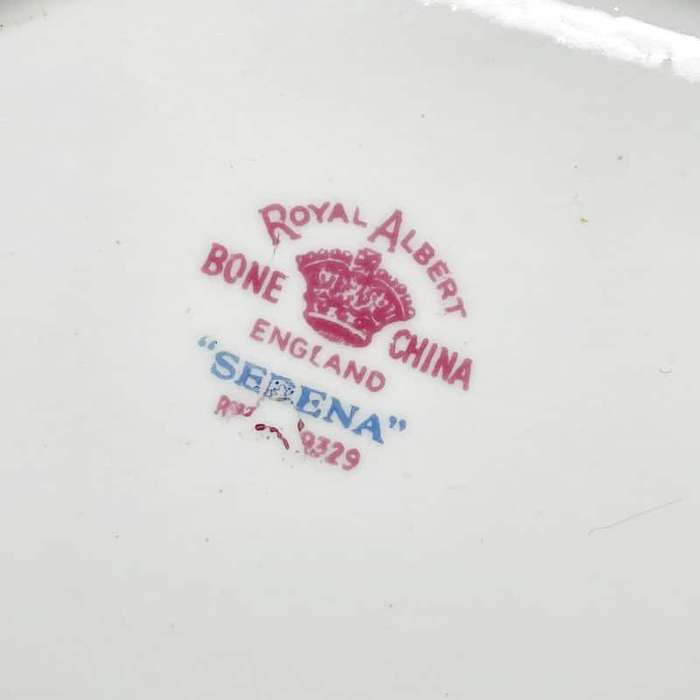 ROYAL ALBERT
BONE CHINA
ENGLAND
"SERENA"